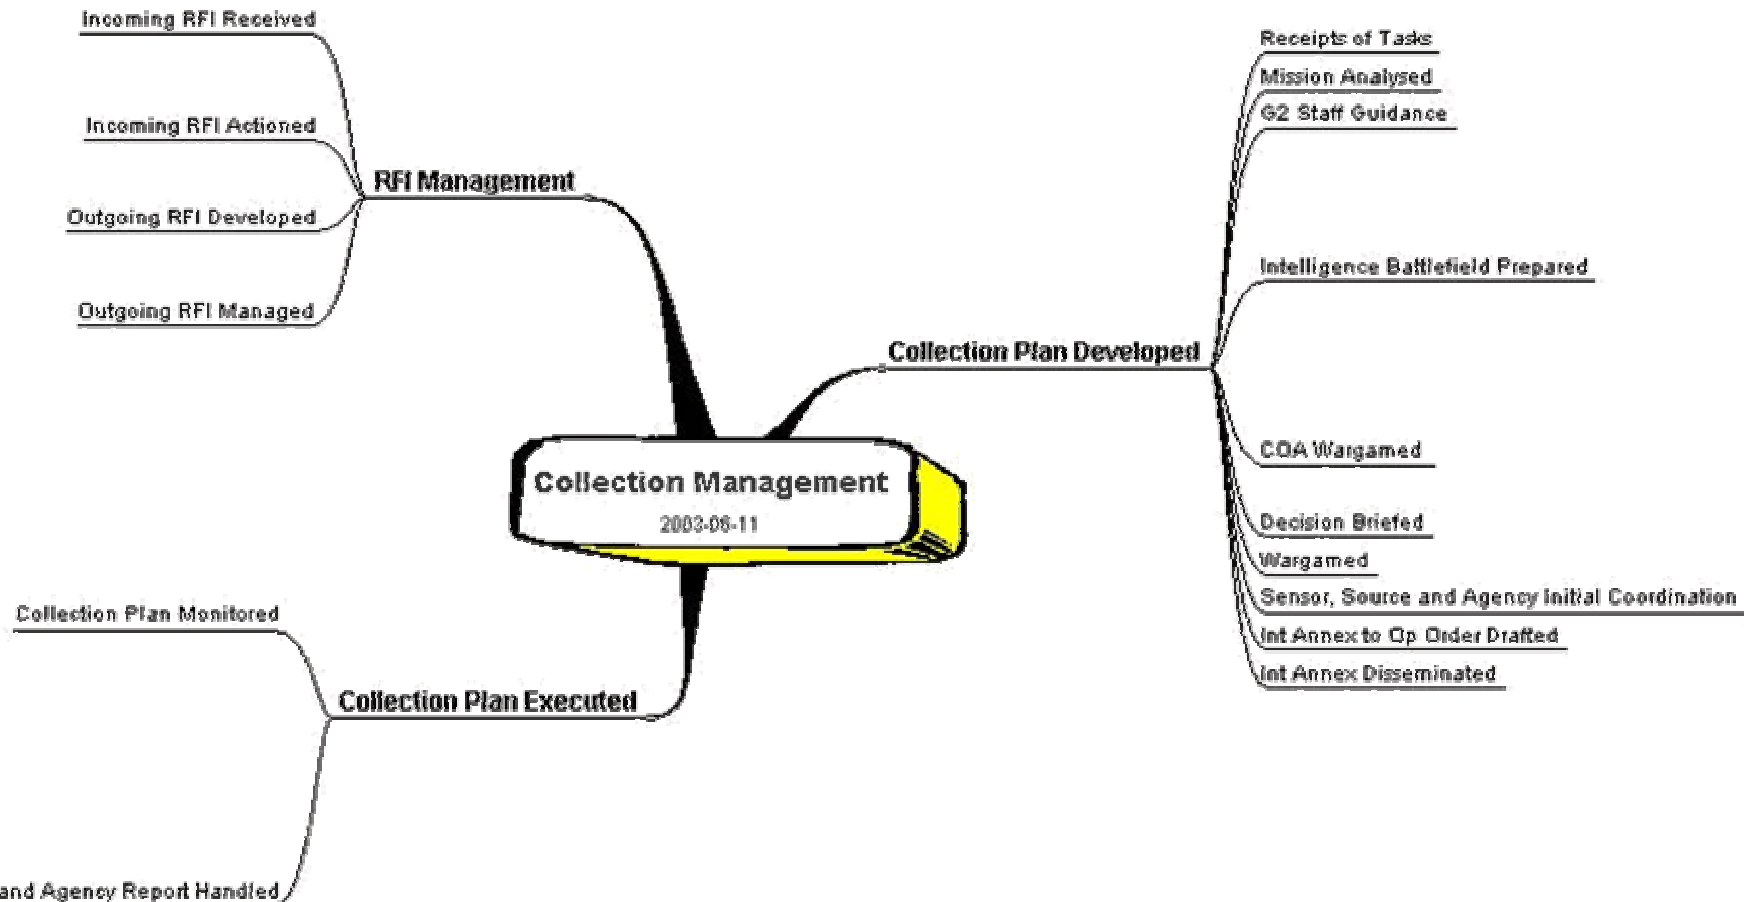 Incoming RFI Received
Incoming RFI Actioned
RFI Management
Outgoing RFI Developed
Outgoing RFI Managed
Receipts of Tasks
Mission Analysed
G2 Staff Guidance
Intelligence Battlefield Prepared
Collection Plan Developed
COA Wargamed
Decision Briefed
Wargamed
Sensor, Source and Agency Initial Coordination
Int Annex to Op Order Drafted
Int Annex Disseminated
Collection Management
2003-06-11
Collection Plan Monitored
Collection Plan Executed
and Agency Report Handled